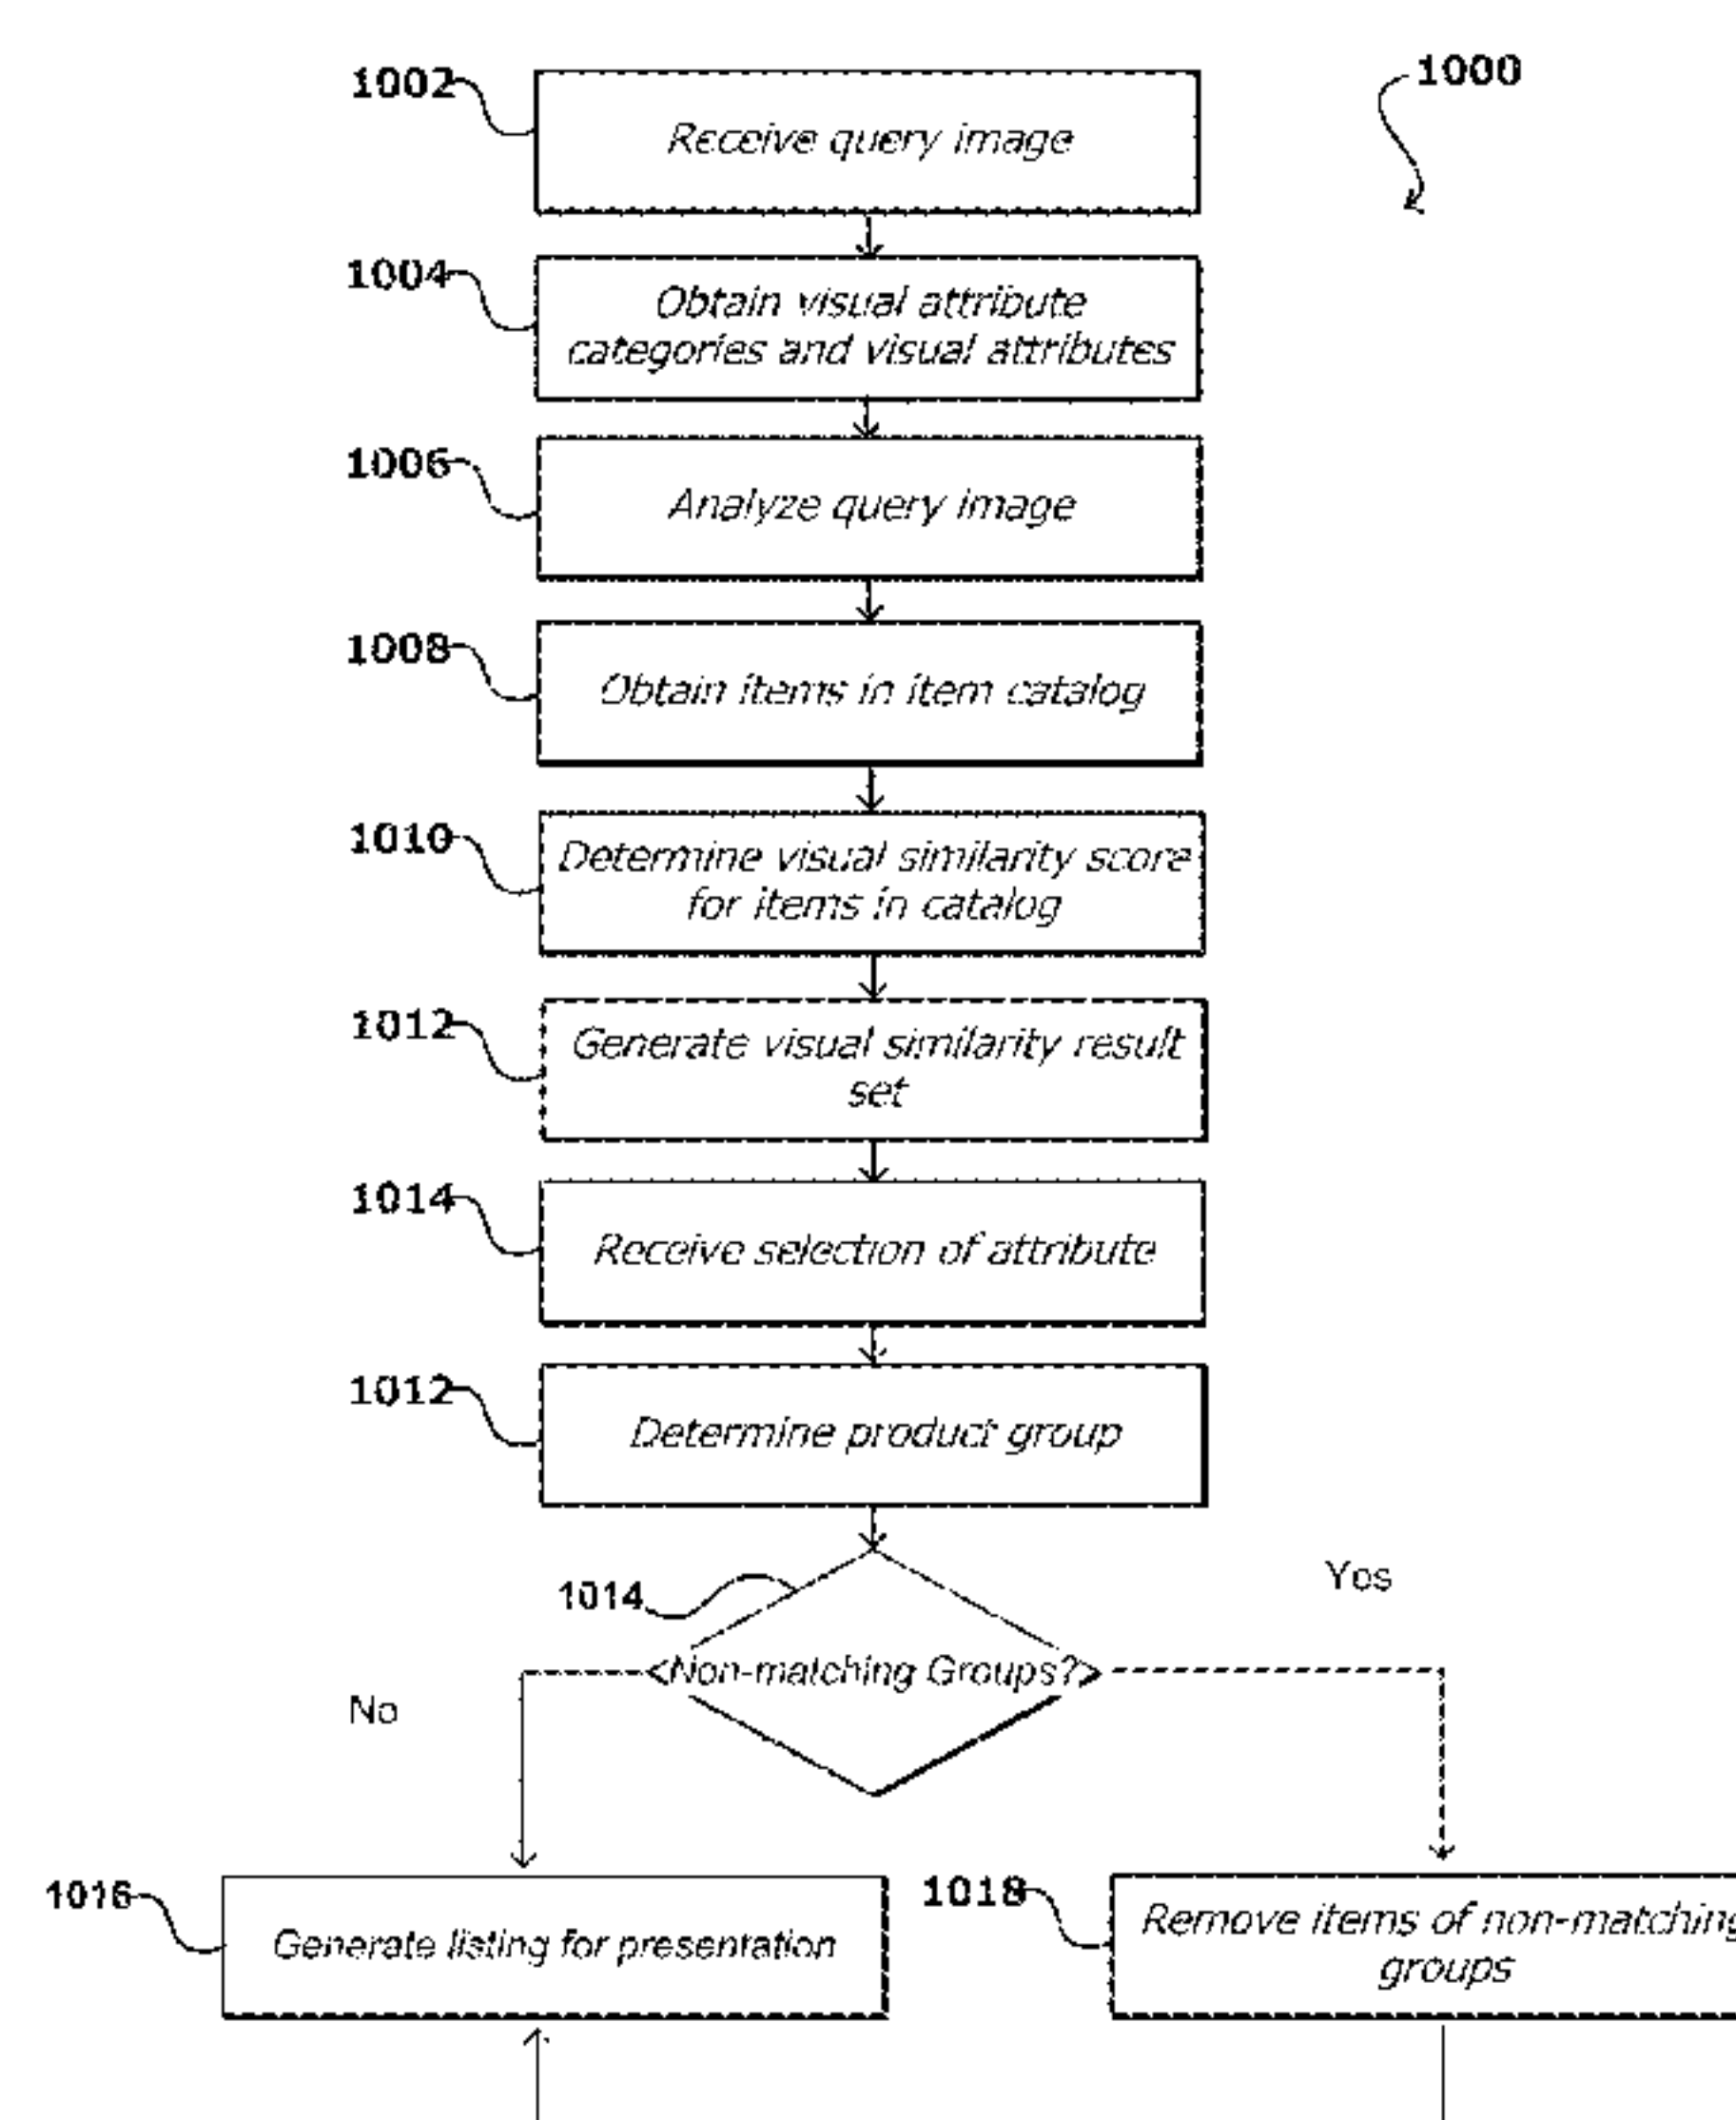 1002
1000
Receive query image
1004
Obtain visual attribute
categories and visual attributes
1006
Analyze query image
1008
Obtain items in item catalog
1010
Determine visual similarity score
for items in catalog
1012
Generate visual similarity result
set
1014
Receive selection of attribute
1012
Determine product group
1014
Yes
Non-matching Groups?
No
1016
Generate listing for presentation
1018
Remove items of non-matching
groups